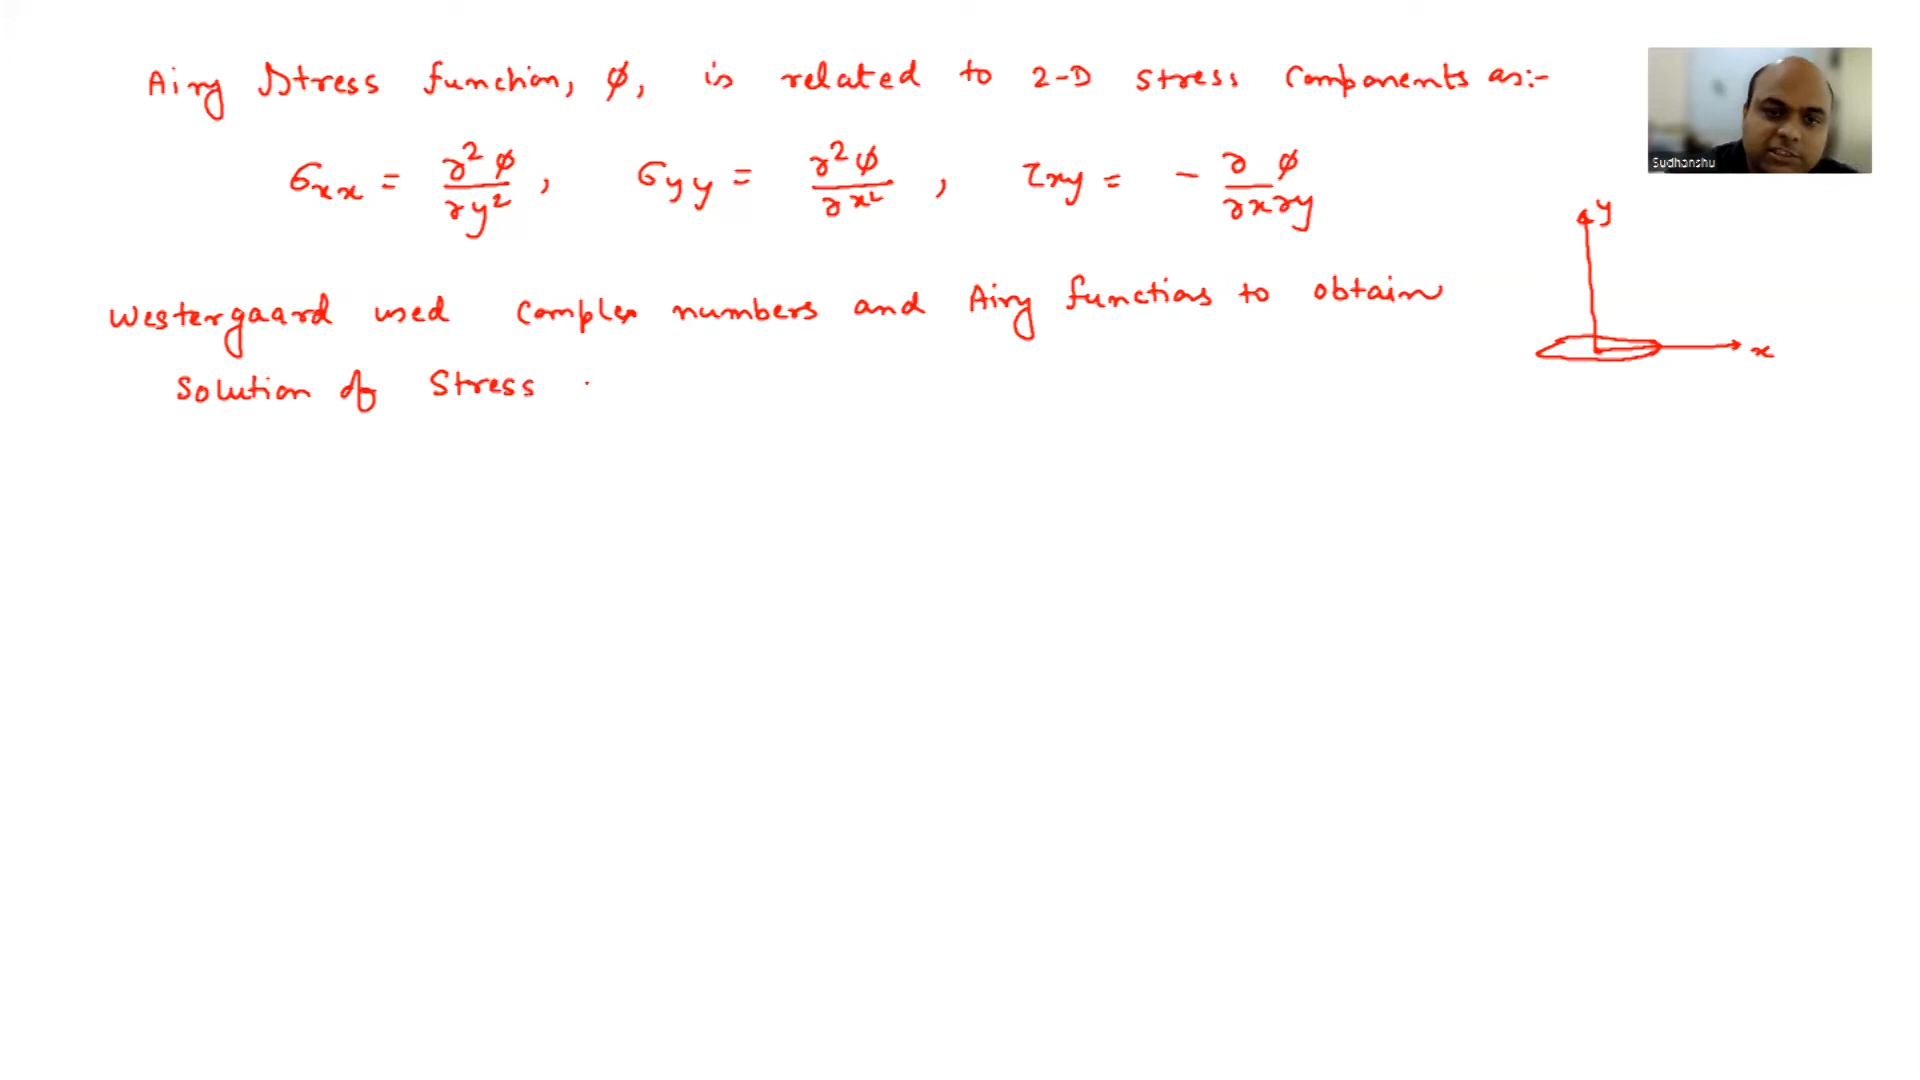 Airy Stress function, φ, is related to 2-D stress components as:-
Sudhanshu
σxx = ∂²φ/∂y², σyy = ∂²φ/∂x², τxy = - ∂ φ/∂x∂y
y
Westergaard used complex numbers and Airy functions to obtain
x
Solution of Stress